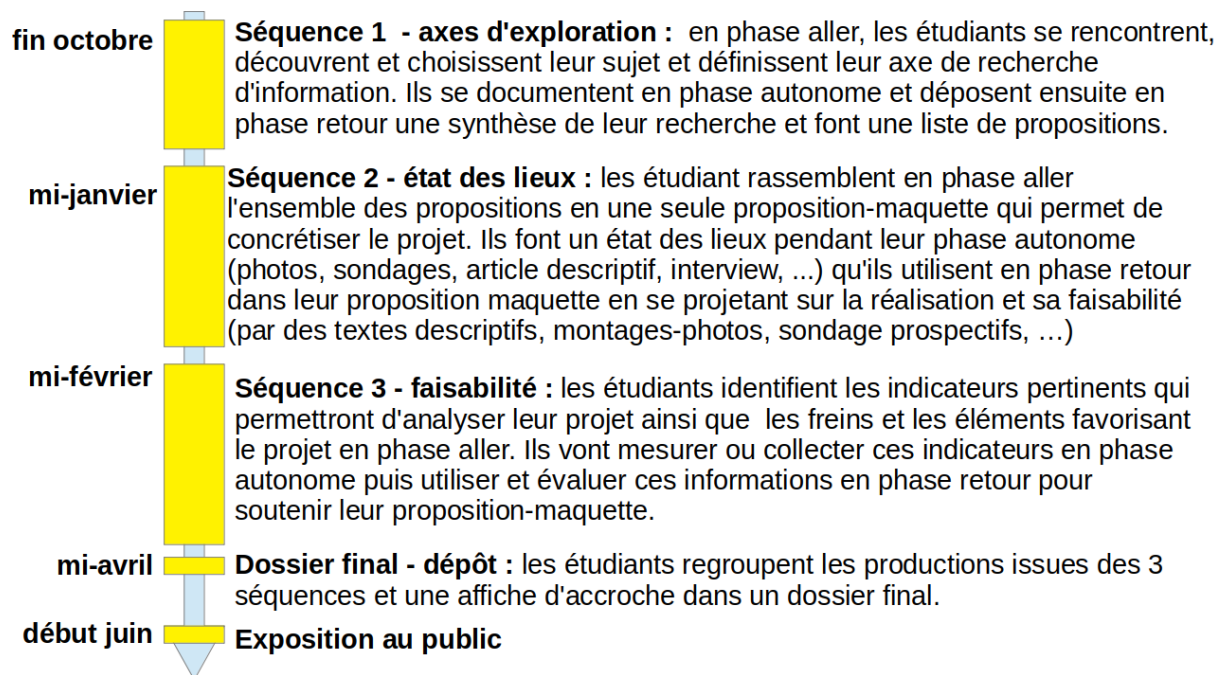 fin octobre
Séquence 1 - axes d'exploration : en phase aller, les étudiants se rencontrent,
découvrent et choisissent leur sujet et définissent leur axe de recherche
d'information. Ils se documentent en phase autonome et déposent ensuite en
phase retour une synthèse de leur recherche et font une liste de propositions.
mi-janvier
Séquence 2 - état des lieux : les étudiant rassemblent en phase aller
l'ensemble des propositions en une seule proposition-maquette qui permet de
concrétiser le projet. Ils font un état des lieux pendant leur phase autonome
(photos, sondages, article descriptif, interview, ...) qu'ils utilisent en phase retour
dans leur proposition maquette en se projetant sur la réalisation et sa faisabilité
(par des textes descriptifs, montages-photos, sondage prospectifs, …)
mi-février
Séquence 3 - faisabilité : les étudiants identifient les indicateurs pertinents qui
permettront d'analyser leur projet ainsi que les freins et les éléments favorisant
le projet en phase aller. Ils vont mesurer ou collecter ces indicateurs en phase
autonome puis utiliser et évaluer ces informations en phase retour pour
soutenir leur proposition-maquette.
mi-avril
Dossier final - dépôt : les étudiants regroupent les productions issues des 3
séquences et une affiche d'accroche dans un dossier final.
début juin
Exposition au public